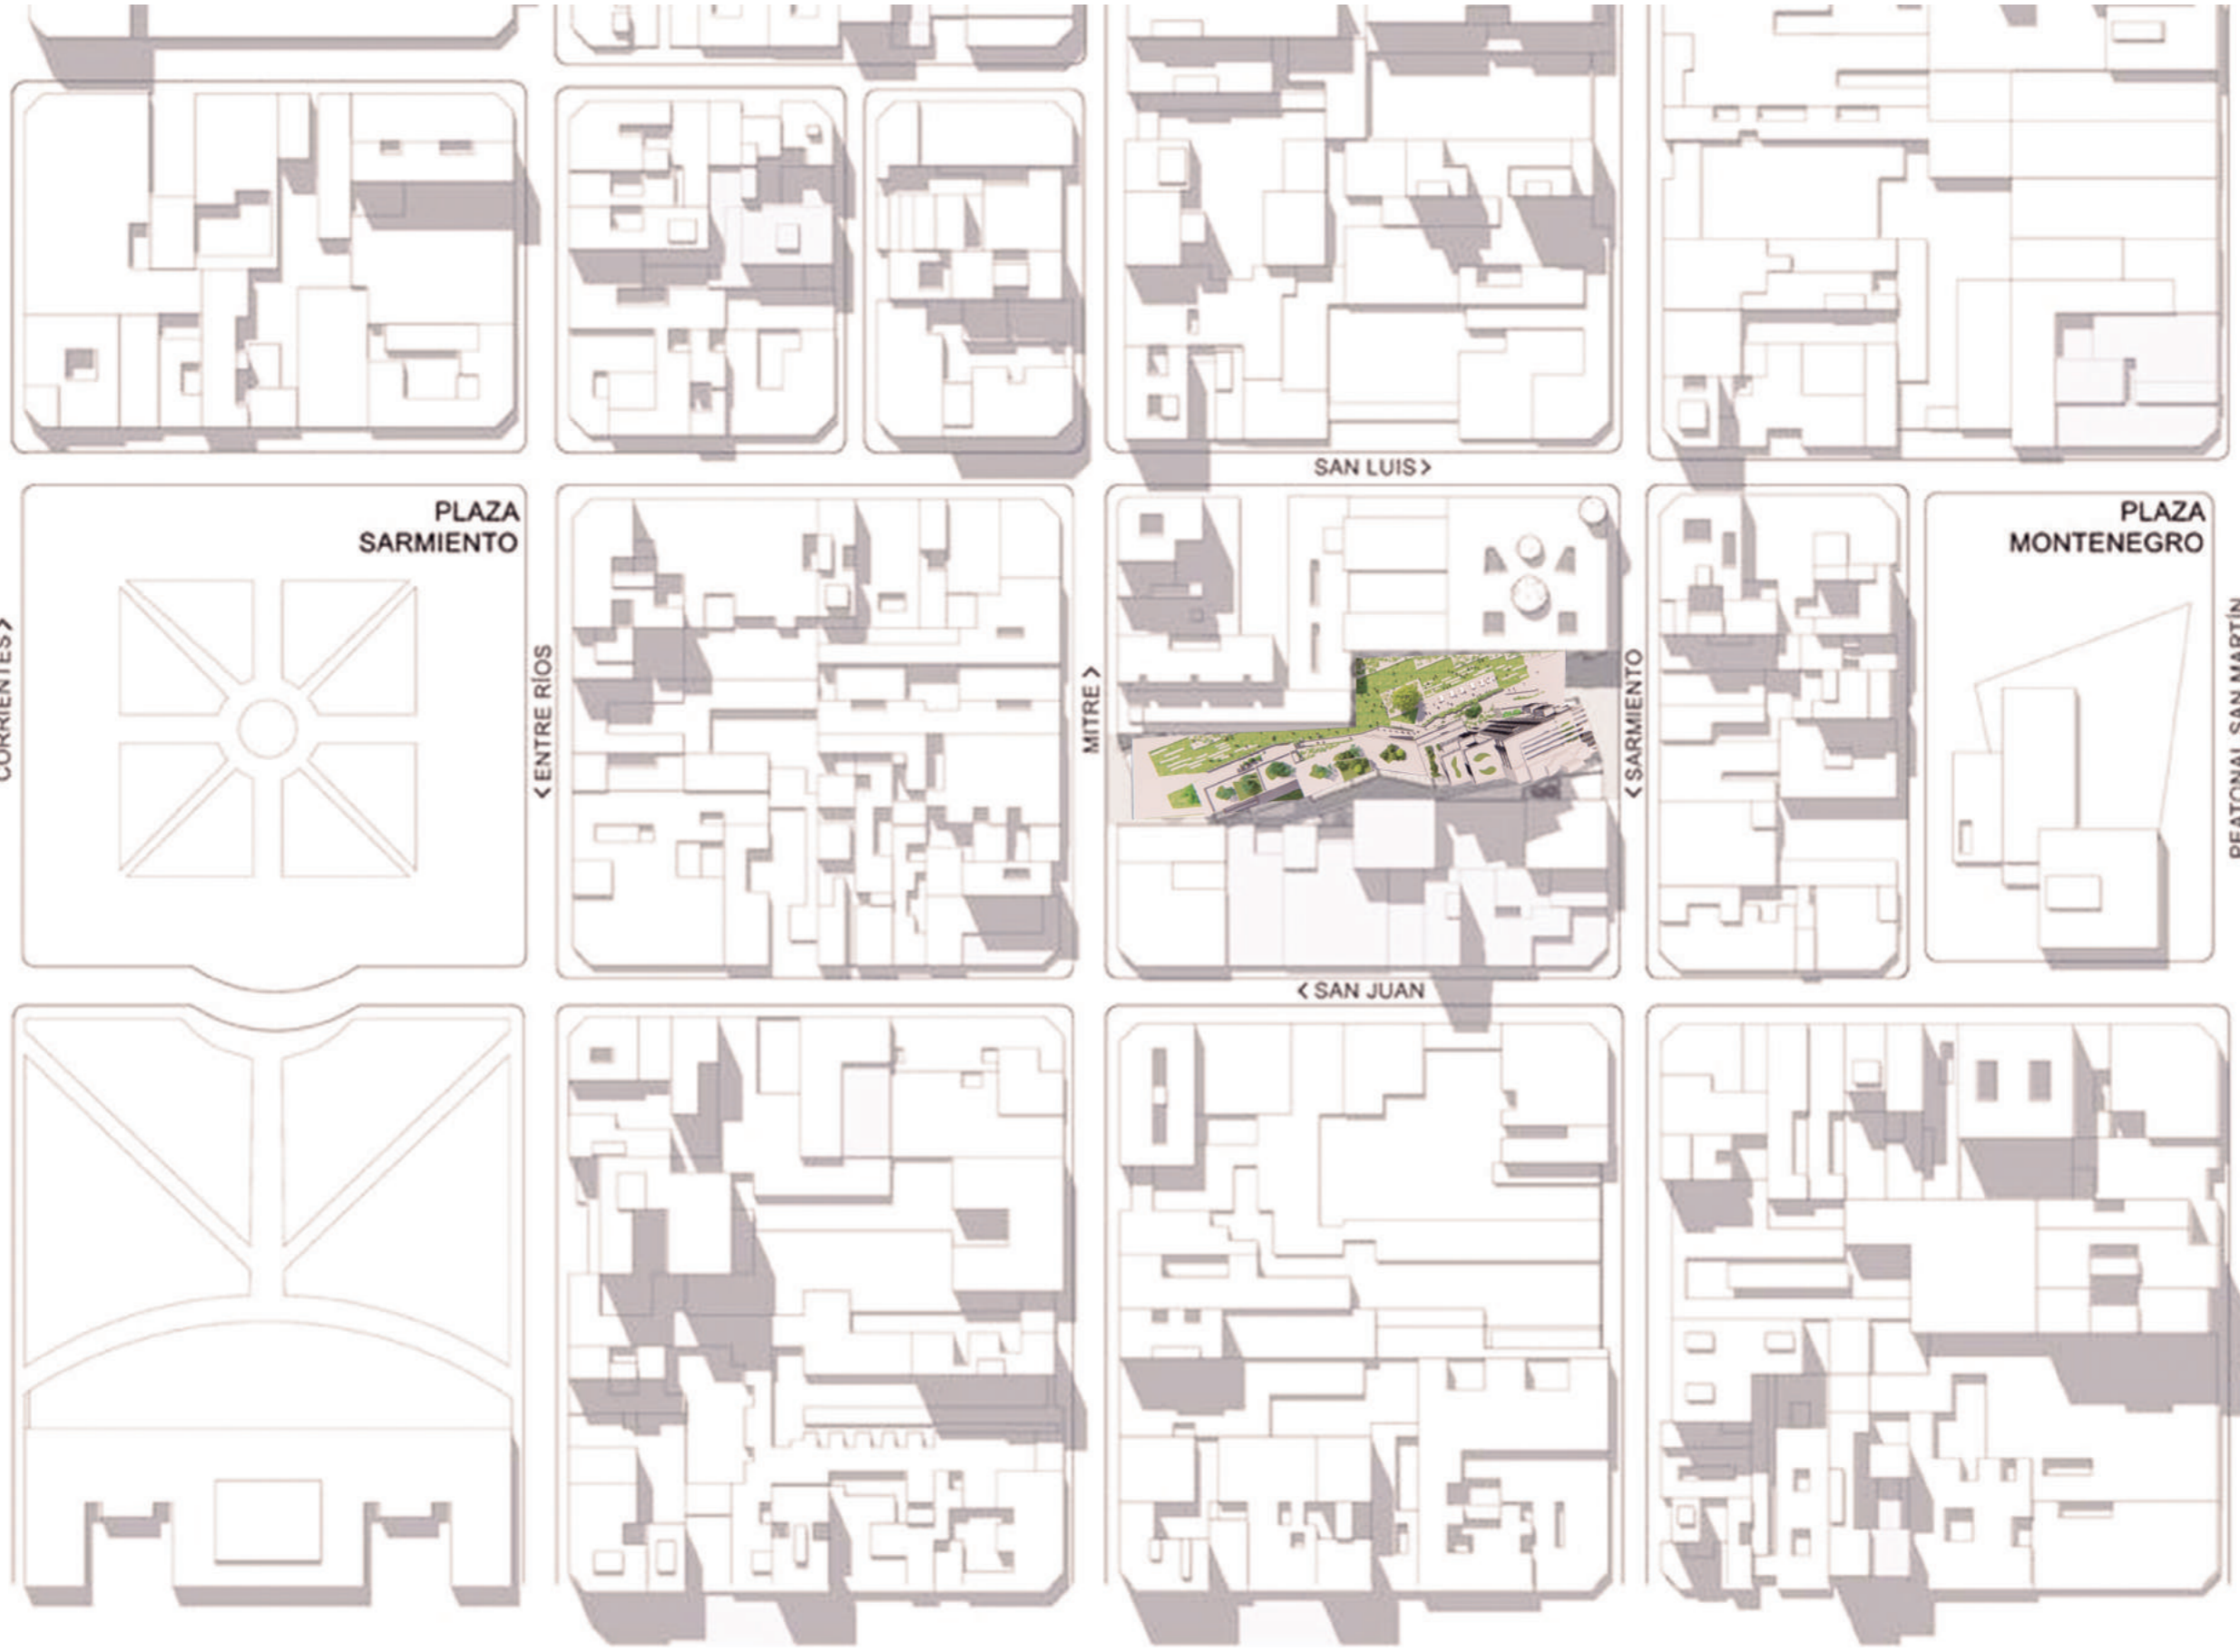 SAN LUIS>
PLAZA
SARMIENTO
PLAZA
MONTENEGRO
CORRIENTES>
<ENTRE RÍOS
MITRE>
<SARMIENTO
PEATONAL SAN MARTÍN
<SAN JUAN